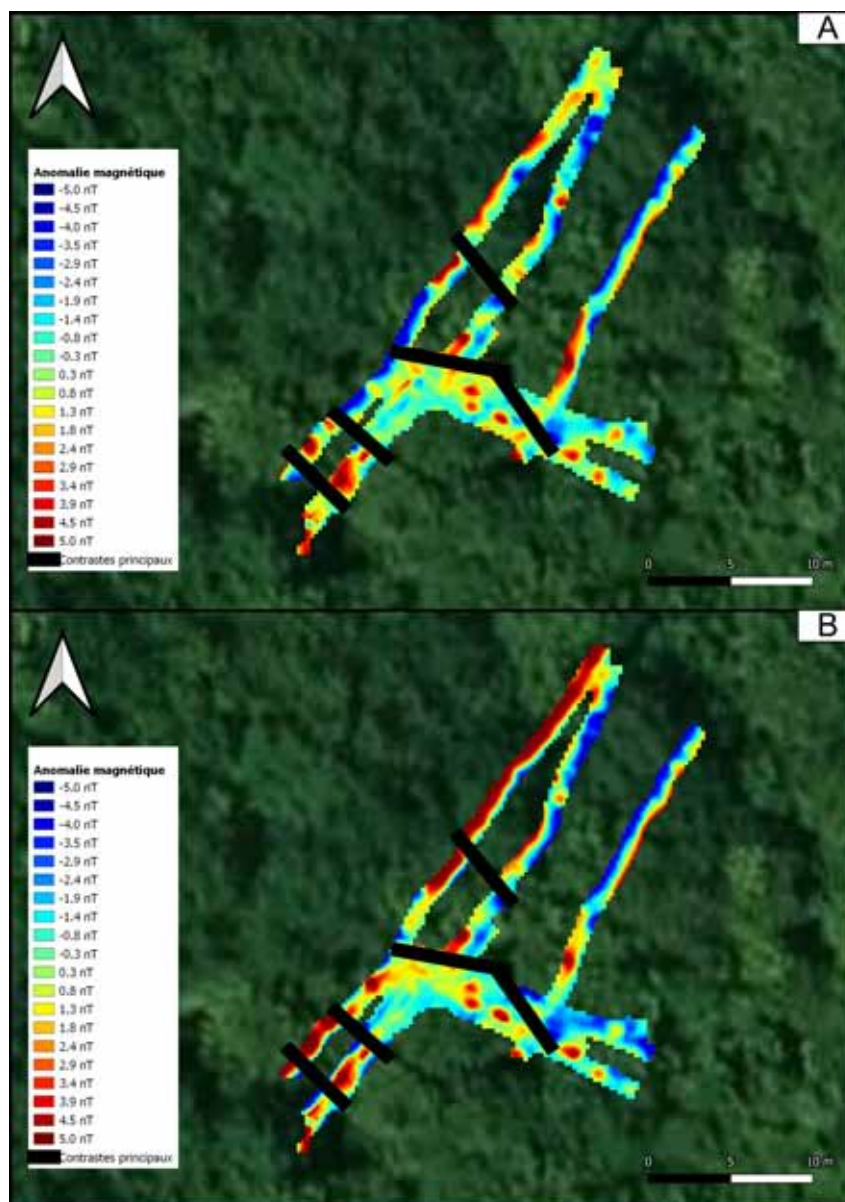 A
Anomalie magnétique
-5.0 nT
-4.5 nT
-4.0 nT
-3.5 nT
-2.9 nT
-2.4 nT
-1.9 nT
-1.4 nT
-0.8 nT
-0.3 nT
0.3 nT
0.8 nT
1.3 nT
1.8 nT
2.4 nT
2.9 nT
3.4 nT
3.9 nT
4.5 nT
5.0 nT
Contrastes principaux
0 5 10 m
B
Anomalie magnétique
-5.0 nT
-4.5 nT
-4.0 nT
-3.5 nT
-2.9 nT
-2.4 nT
-1.9 nT
-1.4 nT
-0.8 nT
-0.3 nT
0.3 nT
0.8 nT
1.3 nT
1.8 nT
2.4 nT
2.9 nT
3.4 nT
3.9 nT
4.5 nT
5.0 nT
Contrastes principaux
0 5 10 m